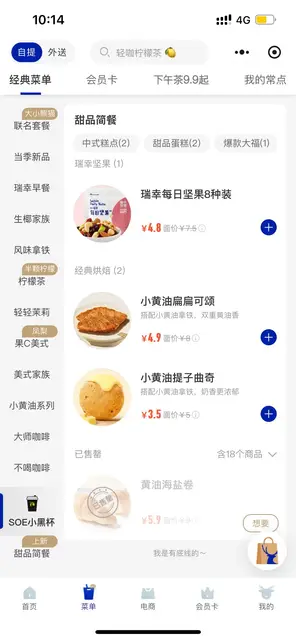 10:14
4G
自提
外送
轻咖柠檬茶
经典菜单
会员卡
下午茶9.9起
我的常点
大小熊猫
联名套餐
当季新品
瑞幸早餐
生椰家族
风味拿铁
半颗柠檬
柠檬茶
轻轻茉莉
凤梨
果C美式
美式家族
小黄油系列
大师咖啡
不喝咖啡
SOE小黑杯
上新
甜品简餐
甜品简餐
中式糕点(2)
甜品蛋糕(2)
爆款大福(1)
瑞幸坚果 (1)
瑞幸每日坚果8种装
¥4.8 面价¥7.5
经典烘焙 (2)
小黄油扁扁可颂
搭配小黄油拿铁，双重黄油香
¥4.9 面价¥8
小黄油提子曲奇
搭配小黄油拿铁，奶香更浓郁
¥3.5 面价¥5
已售罄
含18个商品
已售罄
黄油海盐卷
¥5.9
想要
我是有底线的~
首页
菜单
电商
会员卡
我的